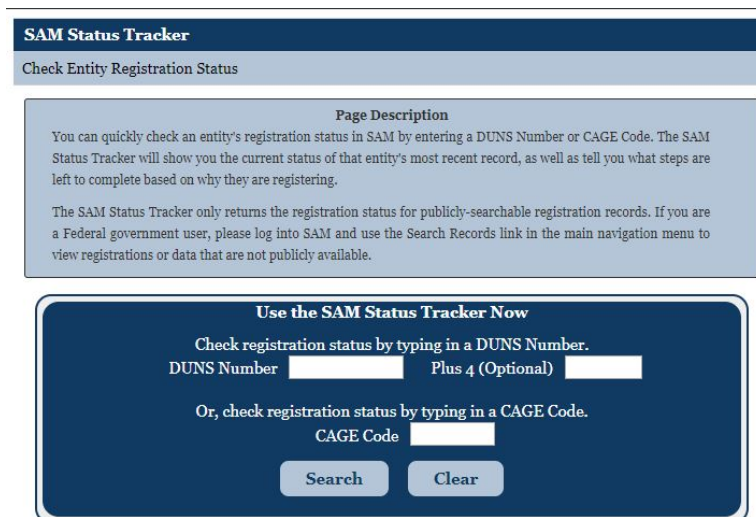 SAM Status Tracker
Check Entity Registration Status
Page Description
You can quickly check an entity's registration status in SAM by entering a DUNS Number or CAGE Code. The SAM
Status Tracker will show you the current status of that entity's most recent record, as well as tell you what steps are
left to complete based on why they are registering.
The SAM Status Tracker only returns the registration status for publicly-searchable registration records. If you are
a Federal government user, please log into SAM and use the Search Records link in the main navigation menu to
view registrations or data that are not publicly available.
Use the SAM Status Tracker Now
Check registration status by typing in a DUNS Number.
DUNS Number Plus 4 (Optional)
Or, check registration status by typing in a CAGE Code.
CAGE Code
Search Clear